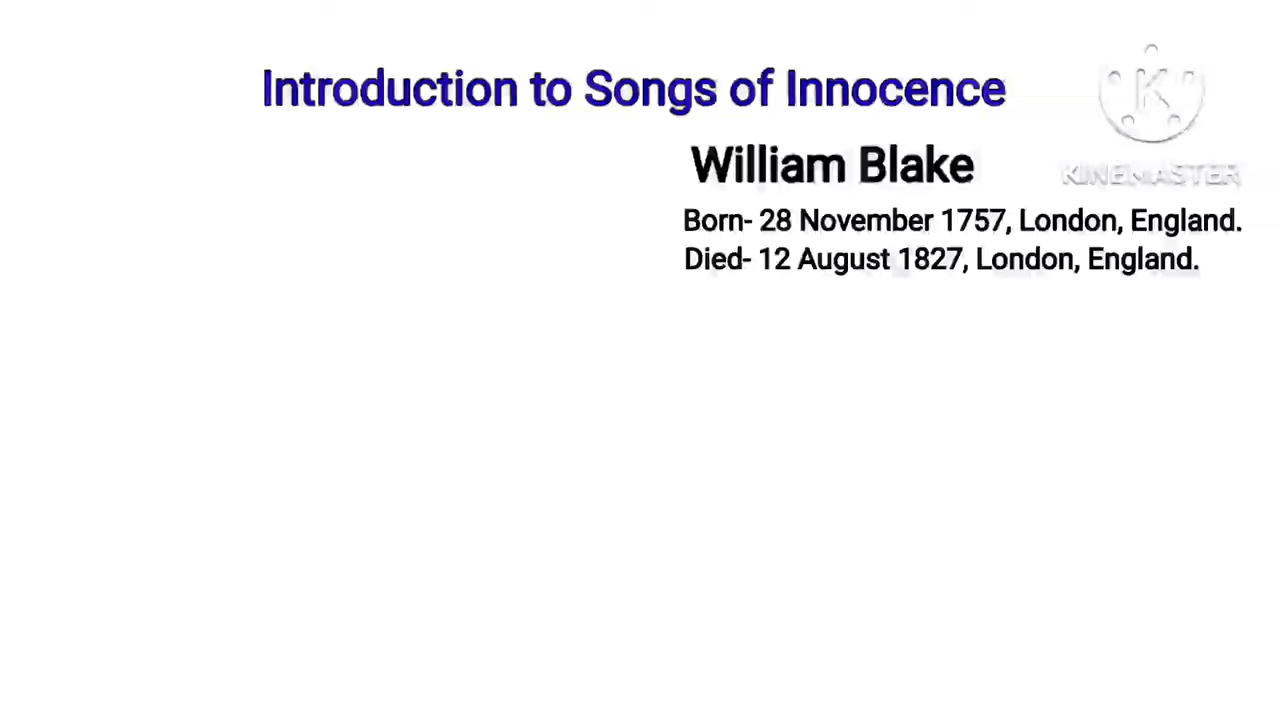 Introduction to Songs of Innocence
William Blake
Born- 28 November 1757, London, England.
Died- 12 August 1827, London, England.
K
KINEMASTER